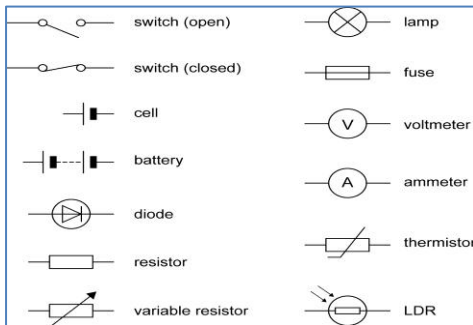 switch (open)
switch (closed)
cell
battery
diode
resistor
variable resistor
lamp
fuse
V
voltmeter
A
ammeter
thermistor
LDR